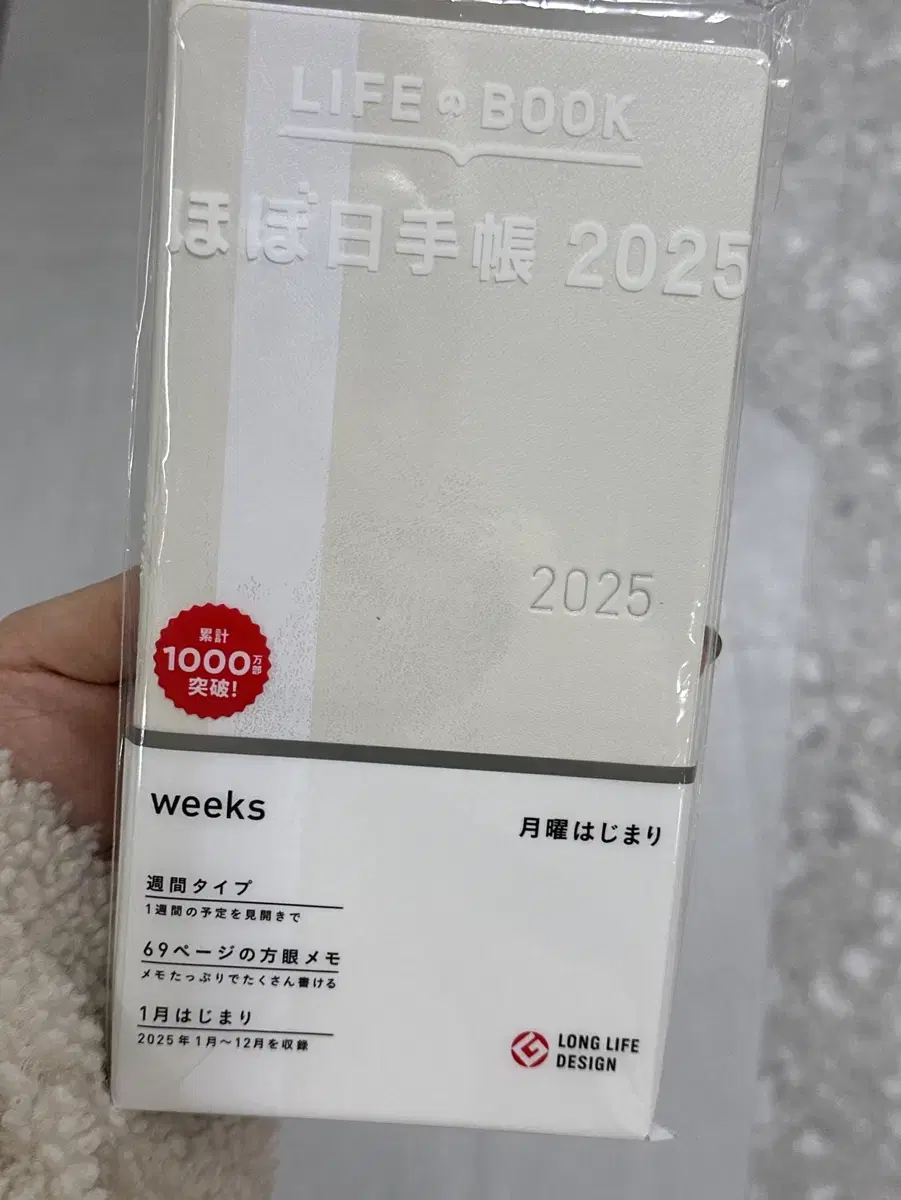 LIFEのBOOK
ほぼ日手帳 2025
2025
累計
1000万部
突破!
weeks
月曜はじまり
週間タイプ
1週間の予定を見開きで
69ページの方眼メモ
メモたっぷりでたくさん書ける
1月はじまり
2025年1月〜12月を収録
LONG LIFE
DESIGN